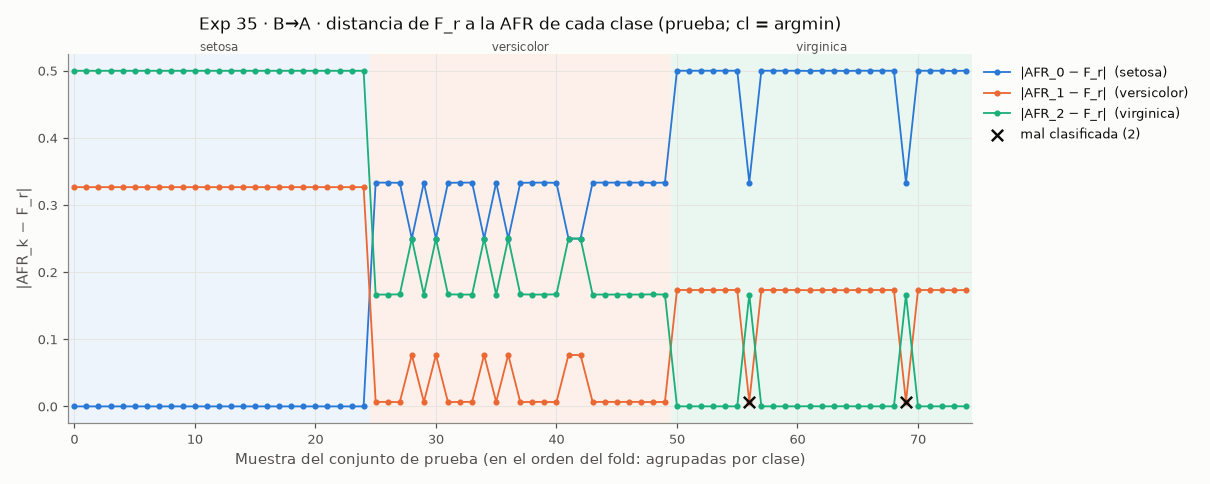 Exp 35 · B→A · distancia de F_r a la AFR de cada clase (prueba; cl = argmin)
setosa
versicolor
virginica
|AFR_0 − F_r| (setosa)
|AFR_1 − F_r| (versicolor)
|AFR_2 − F_r| (virginica)
mal clasificada (2)
|AFR_k − F_r|
0.5
0.4
0.3
0.2
0.1
0.0
0 10 20 30 40 50 60 70
Muestra del conjunto de prueba (en el orden del fold: agrupadas por clase)